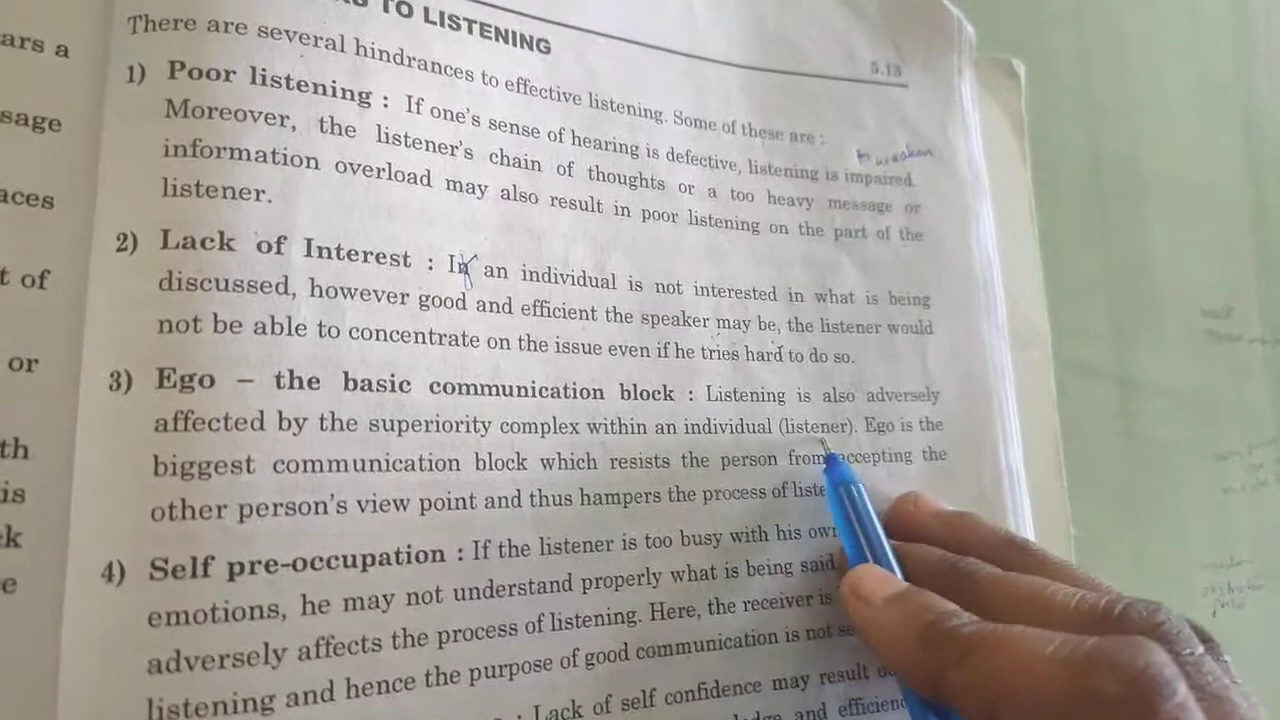 TO LISTENING
5.13
There are several hindrances to effective listening. Some of these are :
1) Poor listening : If one's sense of hearing is defective, listening is impaired.
to weaken
Moreover, the listener's chain of thoughts or a too heavy message or
information overload may also result in poor listening on the part of the
listener.
2) Lack of Interest : In an individual is not interested in what is being
discussed, however good and efficient the speaker may be, the listener would
not be able to concentrate on the issue even if he tries hard to do so.
3) Ego – the basic communication block : Listening is also adversely
affected by the superiority complex within an individual (listener). Ego is the
biggest communication block which resists the person from accepting the
other person's view point and thus hampers the process of liste
4) Self pre-occupation : If the listener is too busy with his own
emotions, he may not understand properly what is being said
adversely affects the process of listening. Here, the receiver is
listening and hence the purpose of good communication is not se
: Lack of self confidence may result
and efficienc
ars a
sage
aces
t of
or
th
is
k
e